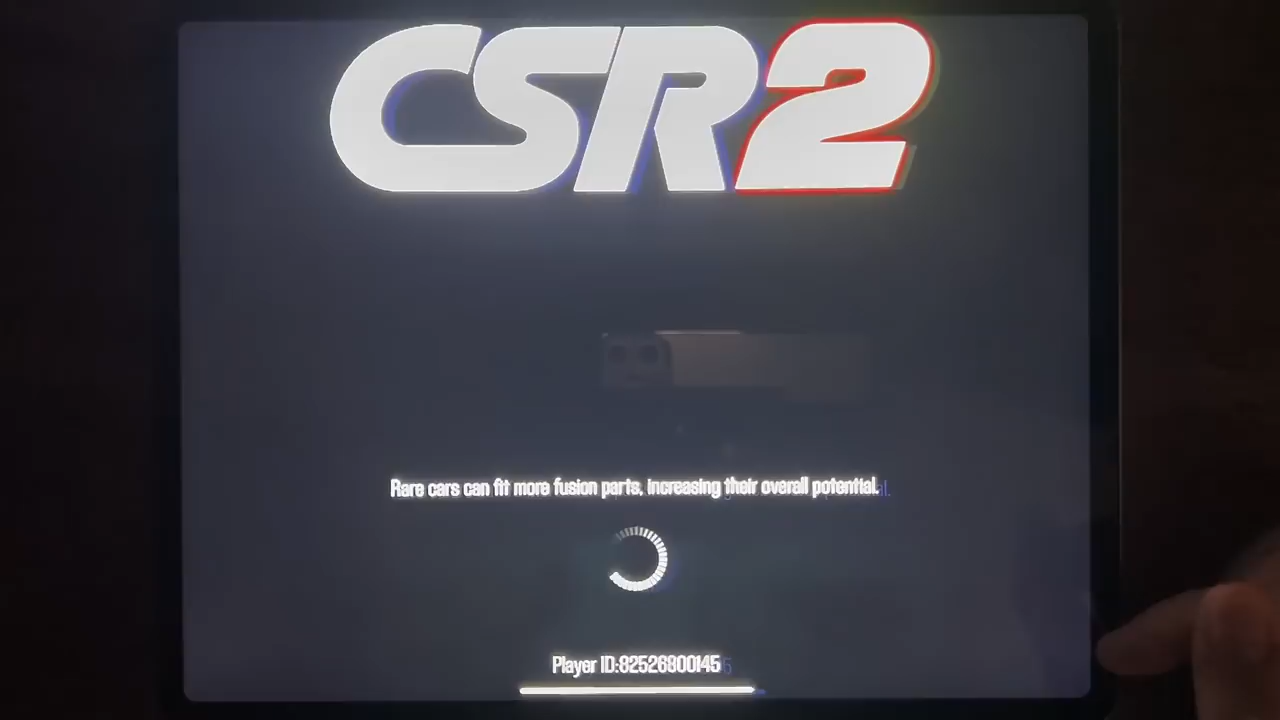 CSR2
Rare cars can fit more fusion parts, increasing their overall potential.
Player ID:82526800145